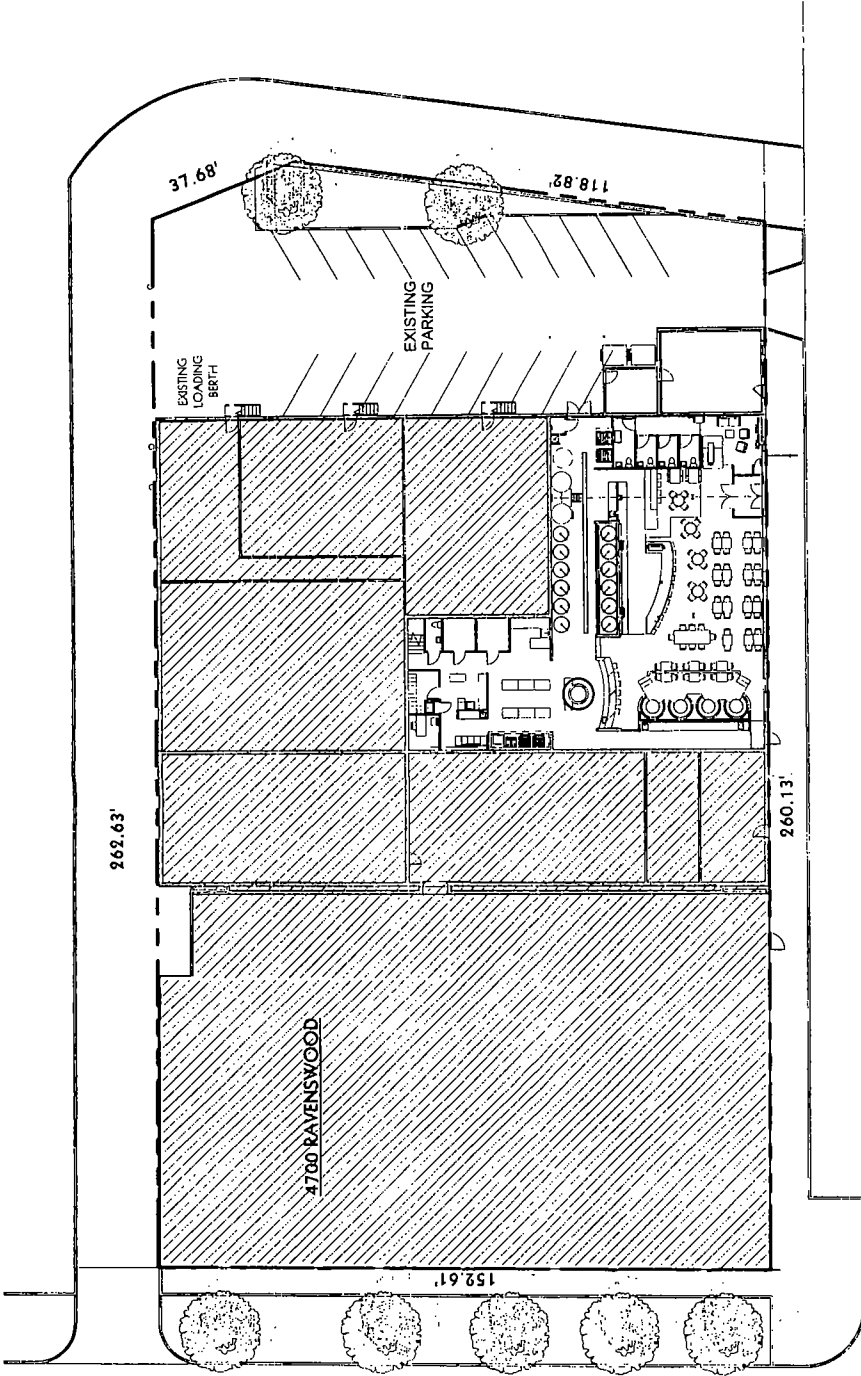 37.68'
118.82'
EXISTING
LOADING
BERTH
EXISTING
PARKING
262.63'
260.13'
4700 RAVENSWOOD
152.61'